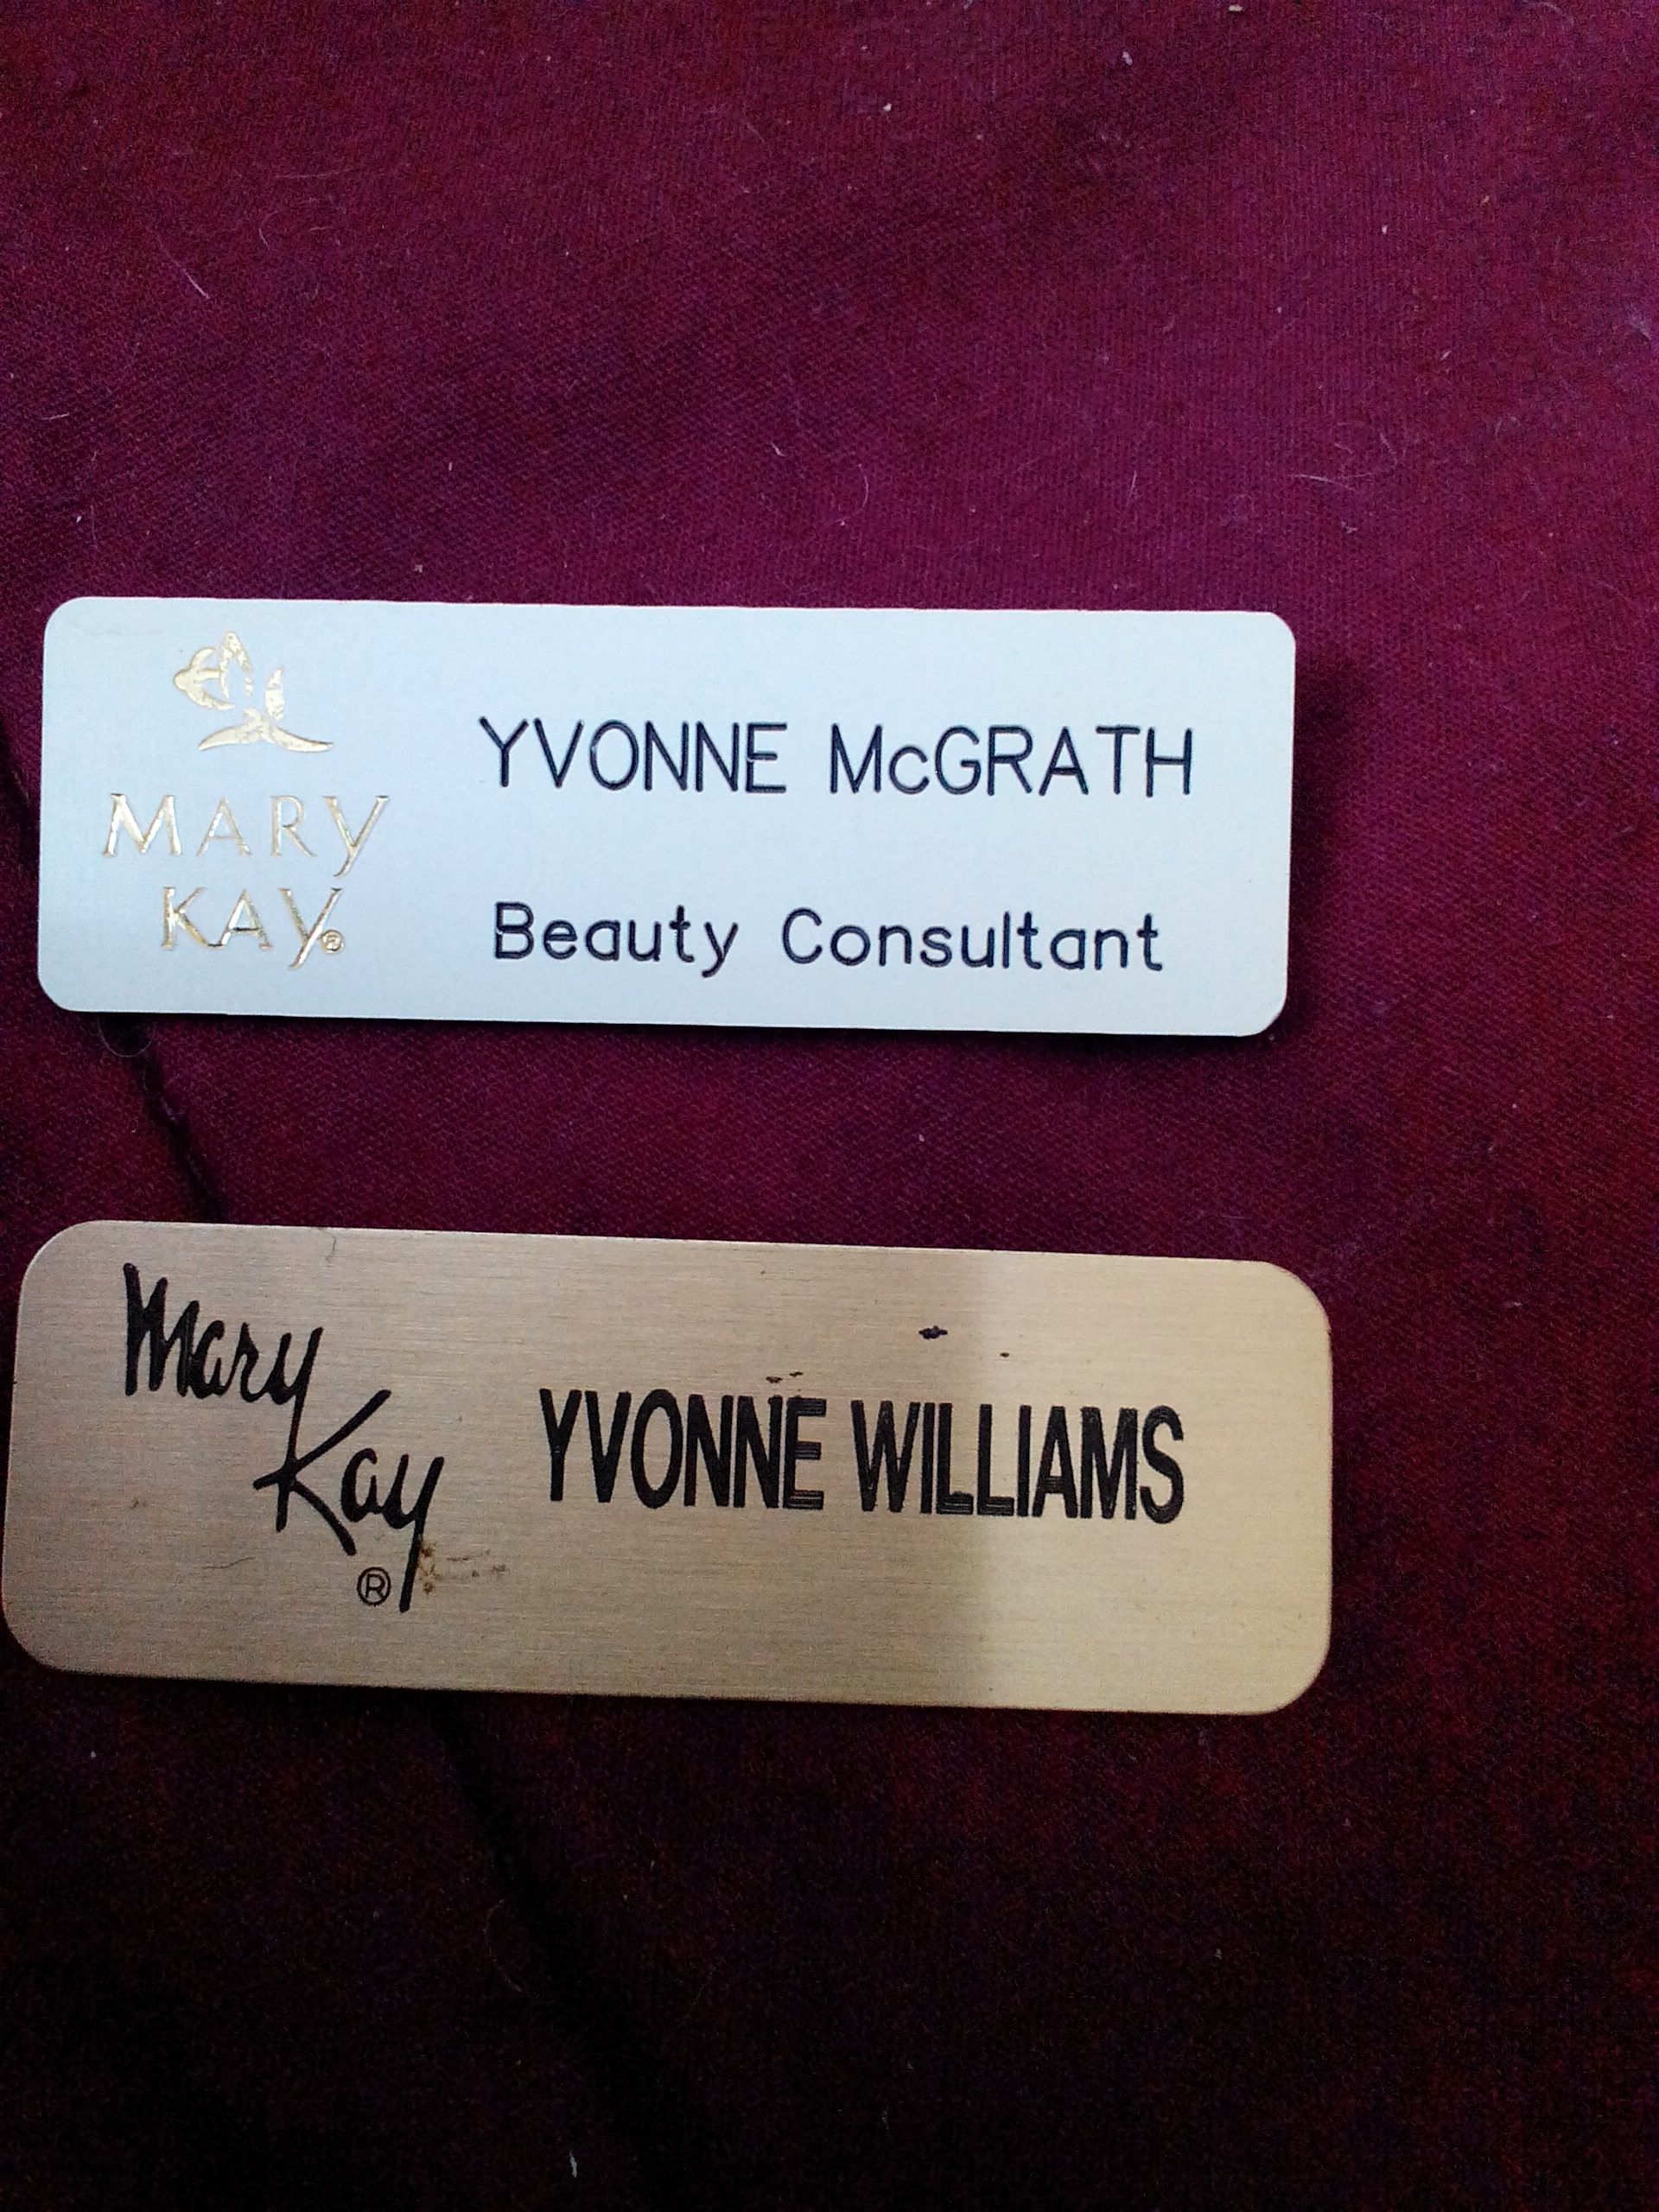 MARY
KAY®
YVONNE McGRATH
Beauty Consultant
Mary
Kay
®
YVONNE WILLIAMS